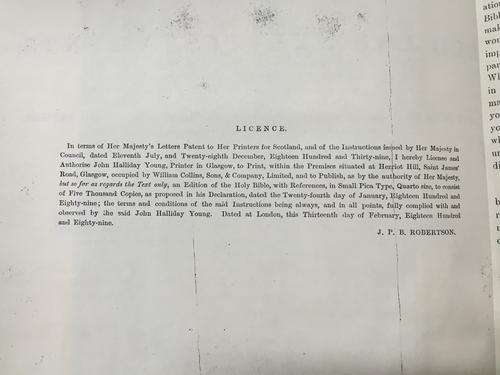 LICENCE.
In terms of Her Majesty's Letters Patent to Her Printers for Scotland, and of the Instructions issued by Her Majesty in
Council, dated Eleventh July, and Twenty-eighth December, Eighteen Hundred and Thirty-nine, I hereby License and
Authorise John Halliday Young, Printer in Glasgow, to Print, within the Premises situated at Herriot Hill, Saint James'
Road, Glasgow, occupied by William Collins, Sons, & Company, Limited, and to Publish, as by the authority of Her Majesty,
but so far as regards the Text only, an Edition of the Holy Bible, with References, in Small Pica Type, Quarto size, to consist
of Five Thousand Copies, as proposed in his Declaration, dated the Twenty-fourth day of January, Eighteen Hundred and
Eighty-nine; the terms and conditions of the said Instructions being always, and in all points, fully complied with and
observed by the said John Halliday Young. Dated at London, this Thirteenth day of February, Eighteen Hundred
and Eighty-nine.
J. P. B. ROBERTSON.